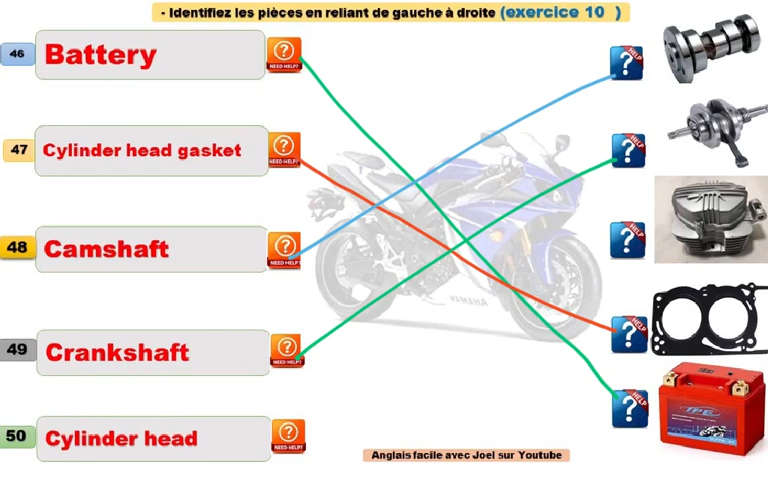 - Identifiez les pièces en reliant de gauche à droite (exercice 10 )
46 Battery
NEED HELP?
? HELP
47 Cylinder head gasket
NEED HELP?
? HELP
48 Camshaft
NEED HELP?
? HELP
49 Crankshaft
NEED HELP?
? HELP
50 Cylinder head
NEED HELP?
? HELP
YAMAHA
TPE
Anglais facile avec Joel sur Youtube